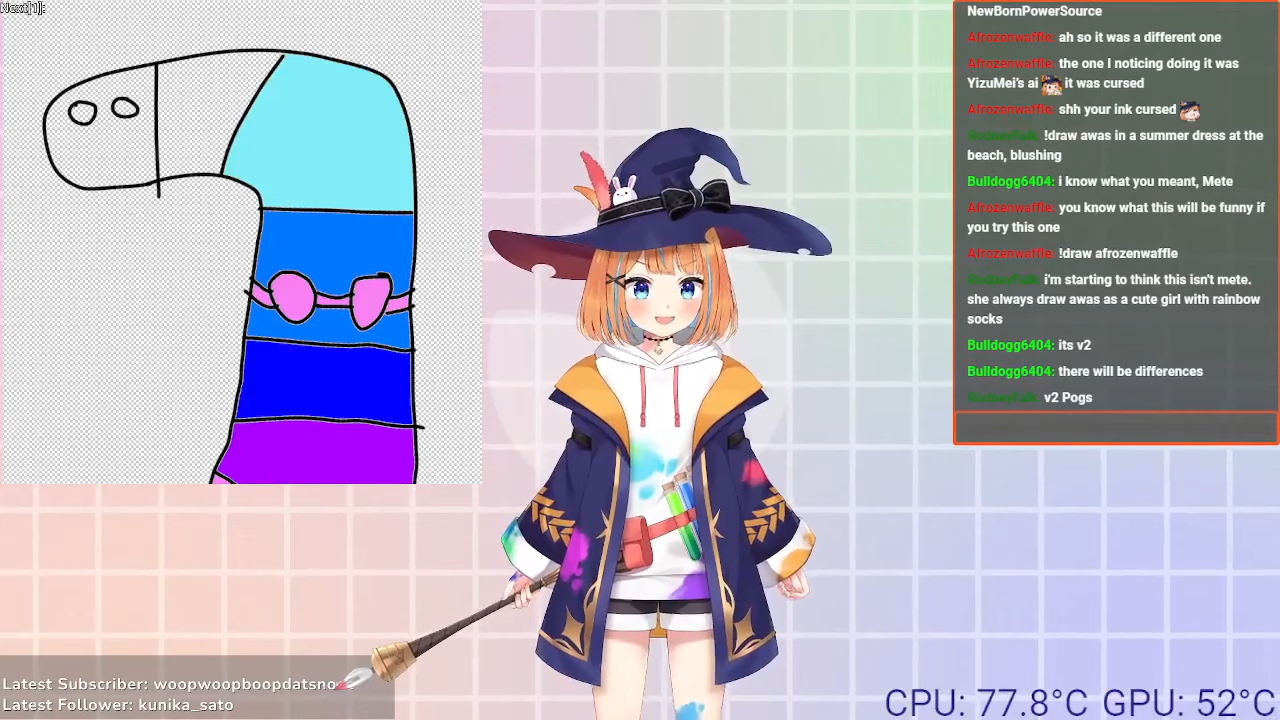 Next[1]:
NewBornPowerSource
Afrozenwaffle: ah so it was a different one
Afrozenwaffle: the one I noticing doing it was
YizuMei's ai it was cursed
Afrozenwaffle: shh your ink cursed
RodneyFalk: !draw awas in a summer dress at the
beach, blushing
Bulldogg6404: i know what you meant, Mete
Afrozenwaffle: you know what this will be funny if
you try this one
Afrozenwaffle: !draw afrozenwaffle
RodneyFalk: i'm starting to think this isn't mete.
she always draw awas as a cute girl with rainbow
socks
Bulldogg6404: its v2
Bulldogg6404: there will be differences
RodneyFalk: v2 Pogs
Latest Subscriber: woopwoopboopdatsno
Latest Follower: kunika_sato
CPU: 77.8°C GPU: 52°C